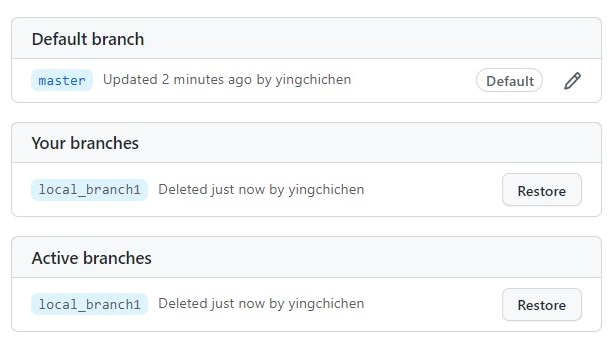 Default branch
master Updated 2 minutes ago by yingchichen Default
Your branches
local_branch1 Deleted just now by yingchichen Restore
Active branches
local_branch1 Deleted just now by yingchichen Restore